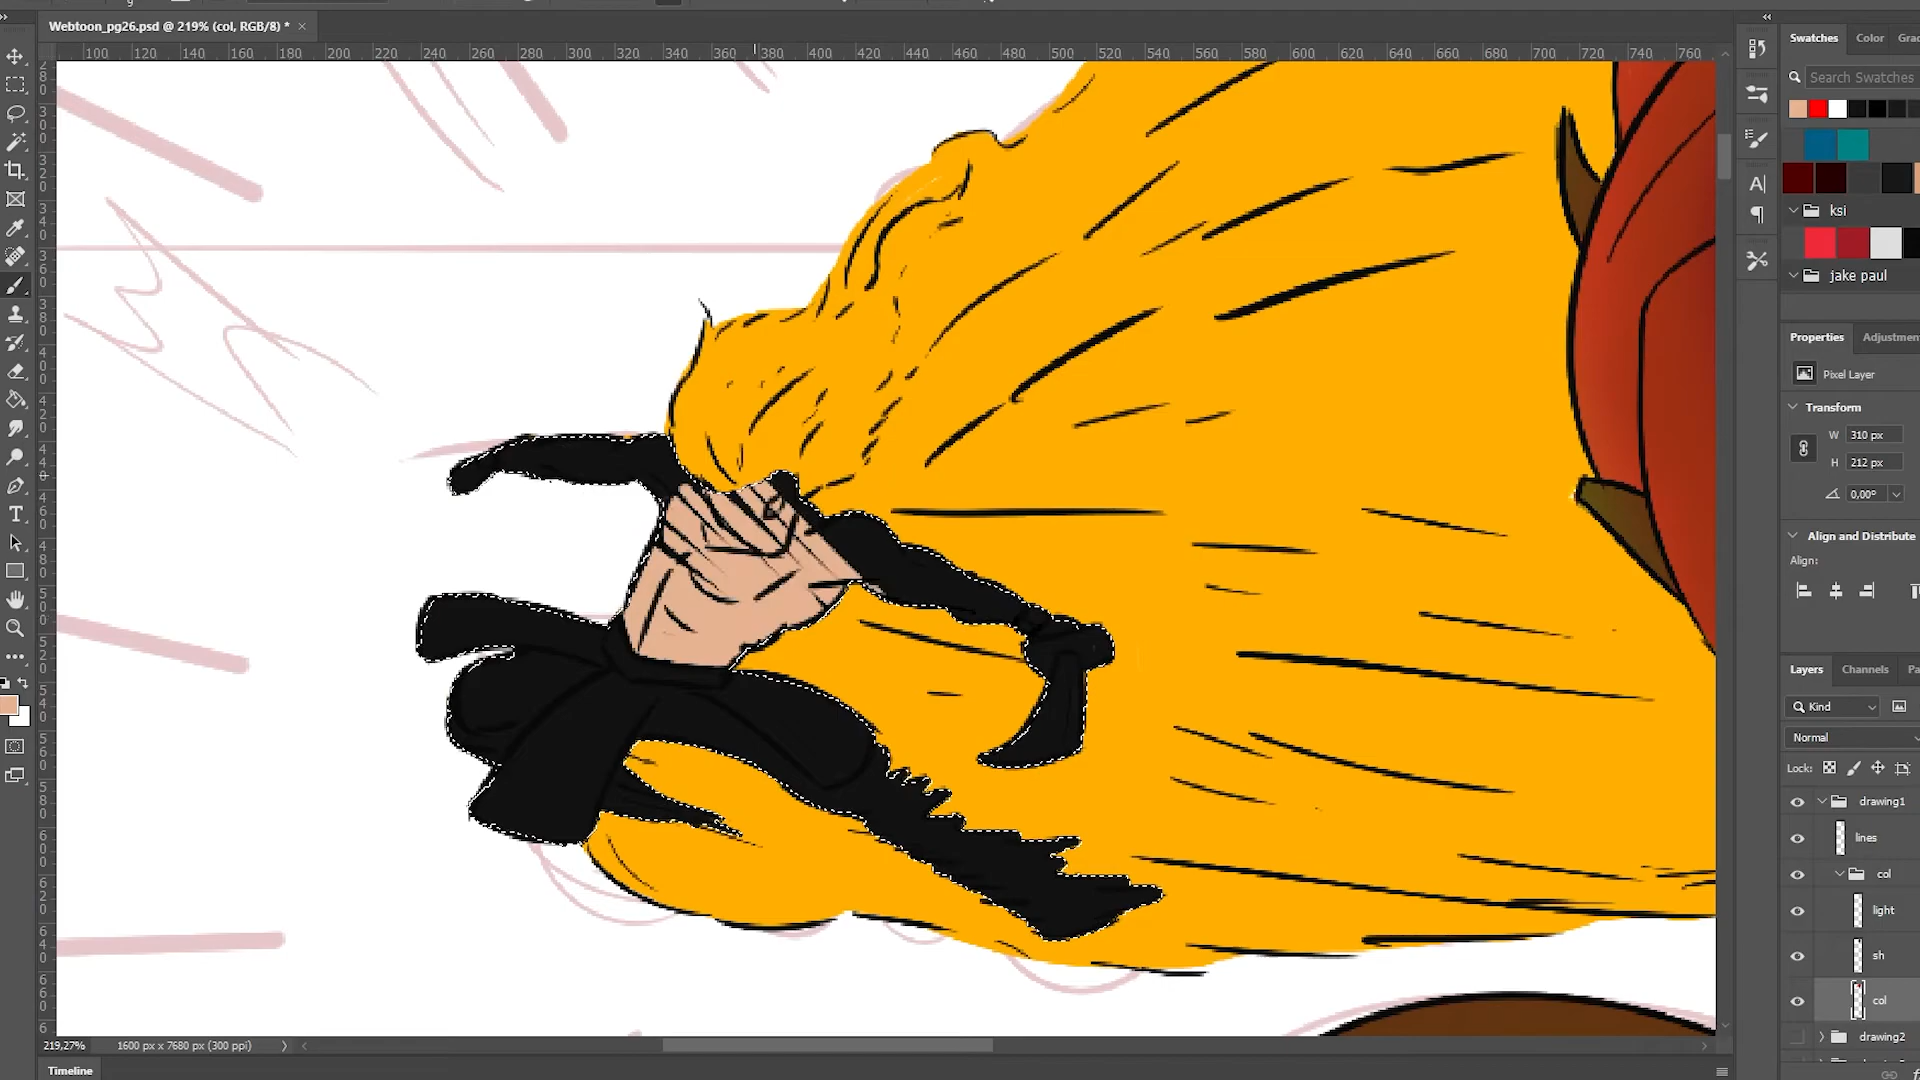 Webtoon_pg26.psd @ 219% (col, RGB/8) *
100 120 140 160 180 200 220 240 260 280 300 320 340 360 380 400 420 440 460 480 500 520 540 560 580 600 620 640 660 680 700 720 740 760
Swatches Color
Search Swatches
ksi
jake paul
Properties
Pixel Layer
Transform
W 310 px
H 212 px
0,00°
Align and Distribute
Align:
Layers Channels
Kind
Normal
Lock:
drawing1
lines
col
light
sh
col
drawing2
219,27% 1600 px x 7680 px (300 ppi)
Timeline